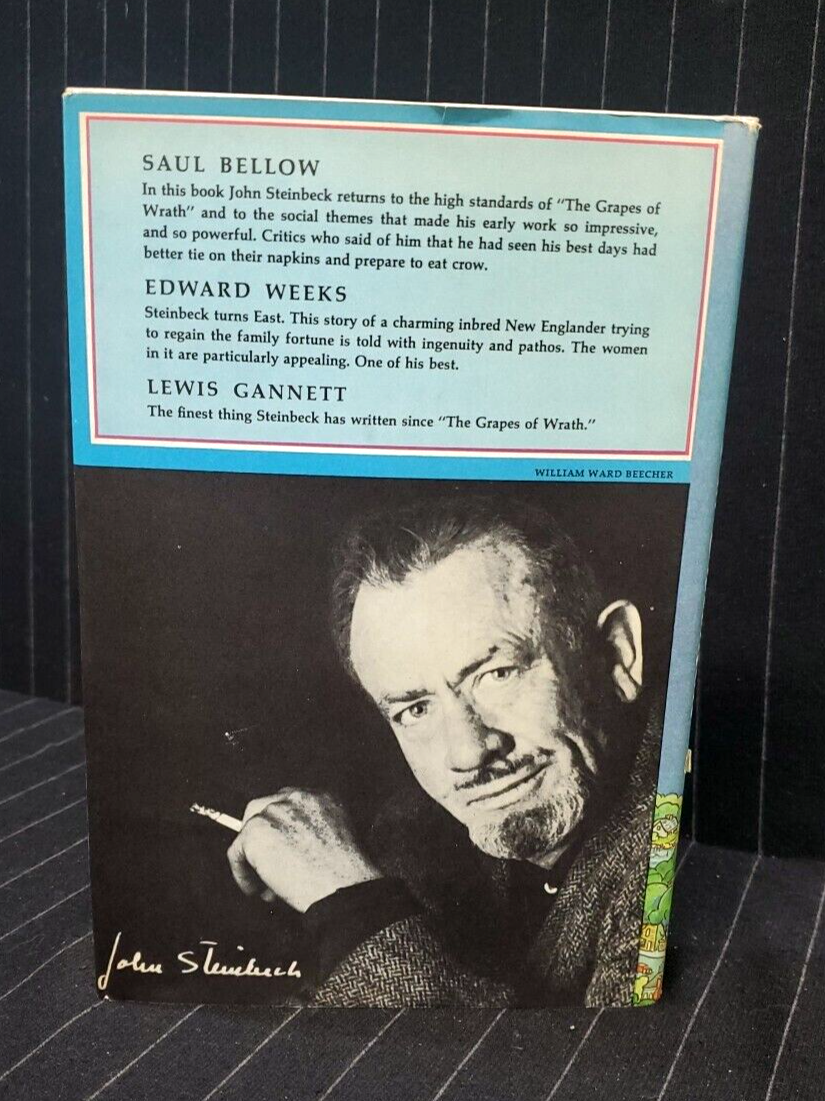 SAUL BELLOW
In this book John Steinbeck returns to the high standards of "The Grapes of
Wrath" and to the social themes that made his early work so impressive,
and so powerful. Critics who said of him that he had seen his best days had
better tie on their napkins and prepare to eat crow.
EDWARD WEEKS
Steinbeck turns East. This story of a charming inbred New Englander trying
to regain the family fortune is told with ingenuity and pathos. The women
in it are particularly appealing. One of his best.
LEWIS GANNETT
The finest thing Steinbeck has written since "The Grapes of Wrath."
WILLIAM WARD BEECHER
John Steinbeck